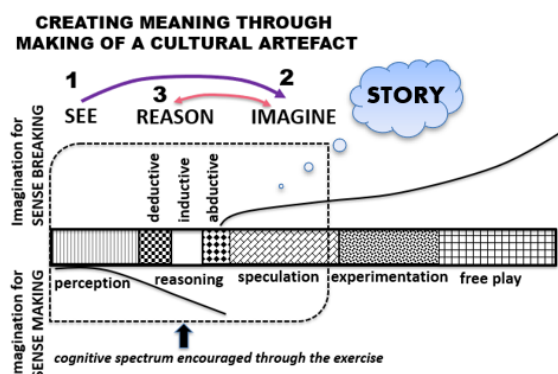 CREATING MEANING THROUGH
MAKING OF A CULTURAL ARTEFACT
1
2
3
SEE
REASON
IMAGINE
STORY
Imagination for
SENSE BREAKING
deductive
inductive
abductive
perception
reasoning
speculation
experimentation
free play
magination for
SENSE MAKING
cognitive spectrum encouraged through the exercise